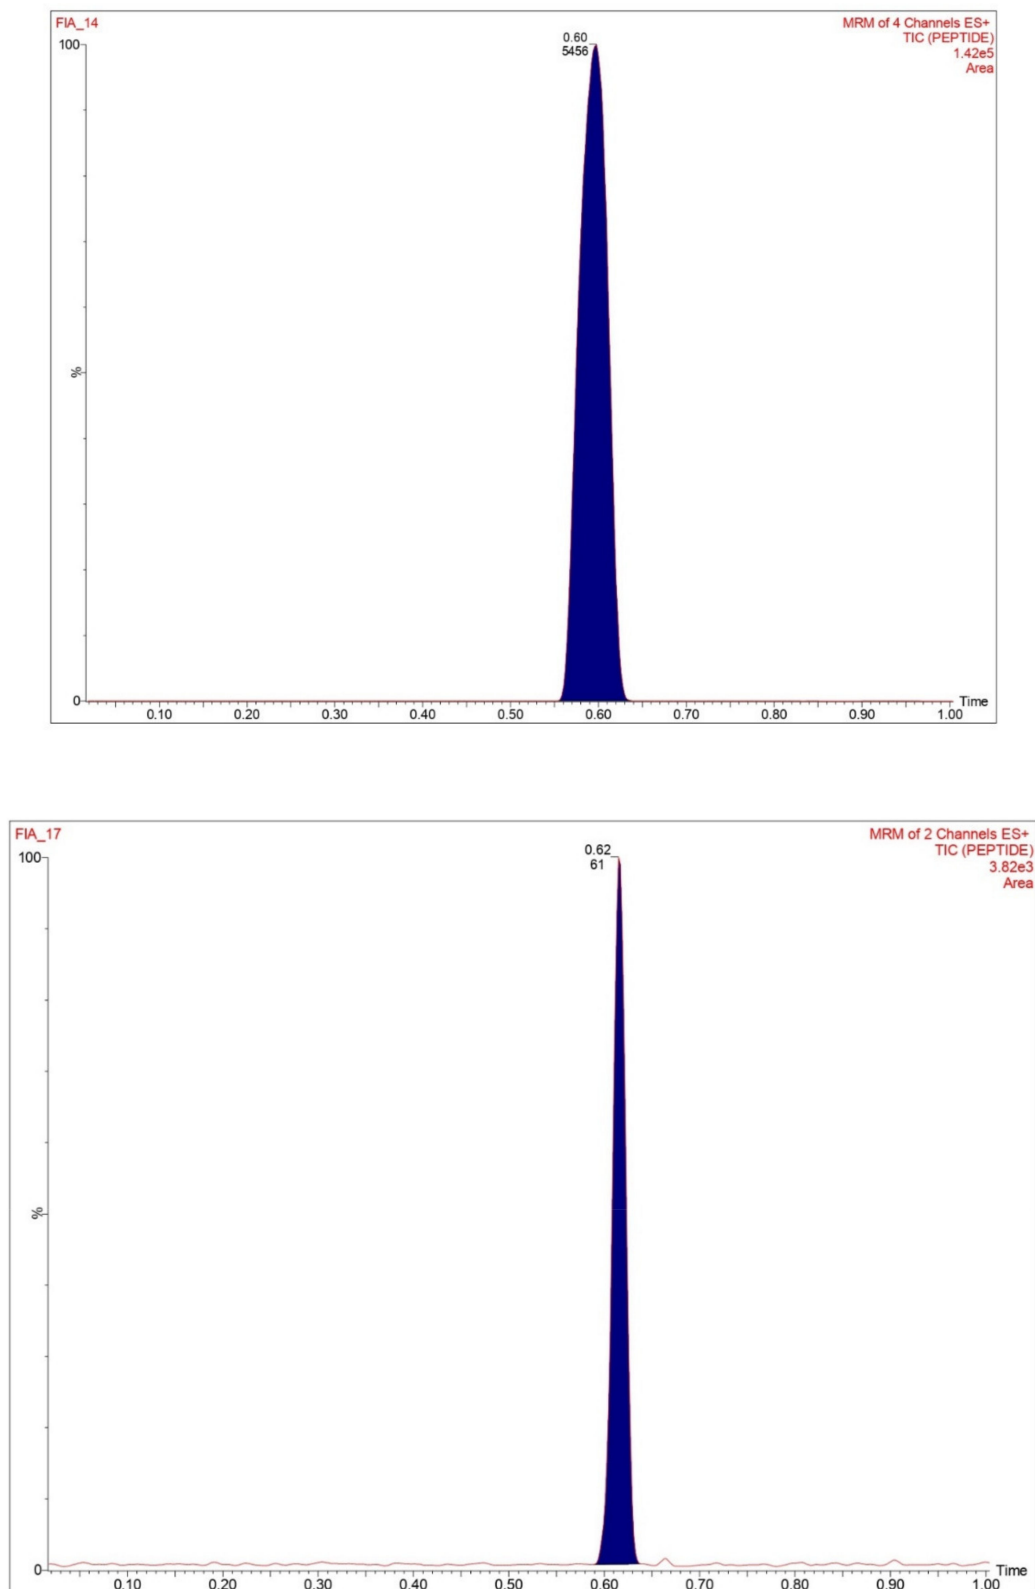 FIA_14
MRM of 4 Channels ES+
TIC (PEPTIDE)
1.42e5
Area
0.60
5456
100
%
0
0.10 0.20 0.30 0.40 0.50 0.60 0.70 0.80 0.90 1.00
Time
FIA_17
MRM of 2 Channels ES+
TIC (PEPTIDE)
3.82e3
Area
0.62
61
100
%
0
0.10 0.20 0.30 0.40 0.50 0.60 0.70 0.80 0.90 1.00
Time